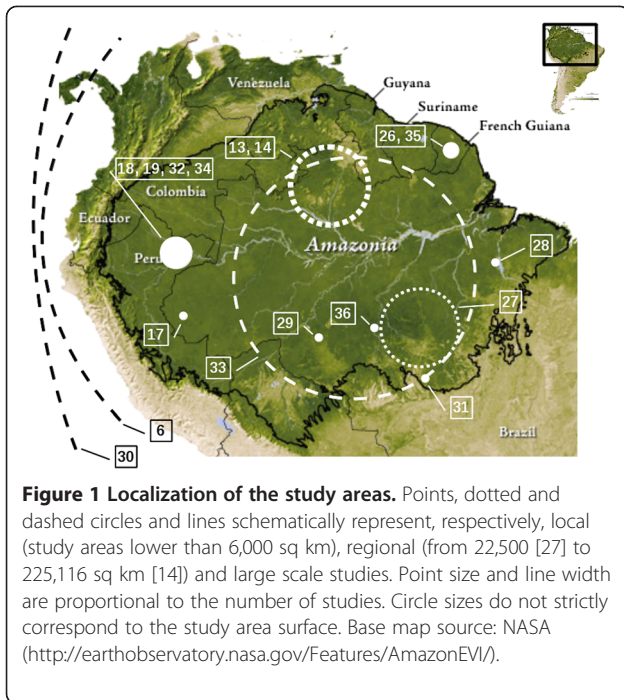 Venezuela
Guyana
Suriname
French Guiana
13, 14
26, 35
18, 19, 32, 34
Colombia
Ecuador
Amazonia
Peru
28
27
17
29
36
33
31
6
Brazil
30
Figure 1 Localization of the study areas. Points, dotted and
dashed circles and lines schematically represent, respectively, local
(study areas lower than 6,000 sq km), regional (from 22,500 [27] to
225,116 sq km [14]) and large scale studies. Point size and line width
are proportional to the number of studies. Circle sizes do not strictly
correspond to the study area surface. Base map source: NASA
(http://earthobservatory.nasa.gov/Features/AmazonEVI/).